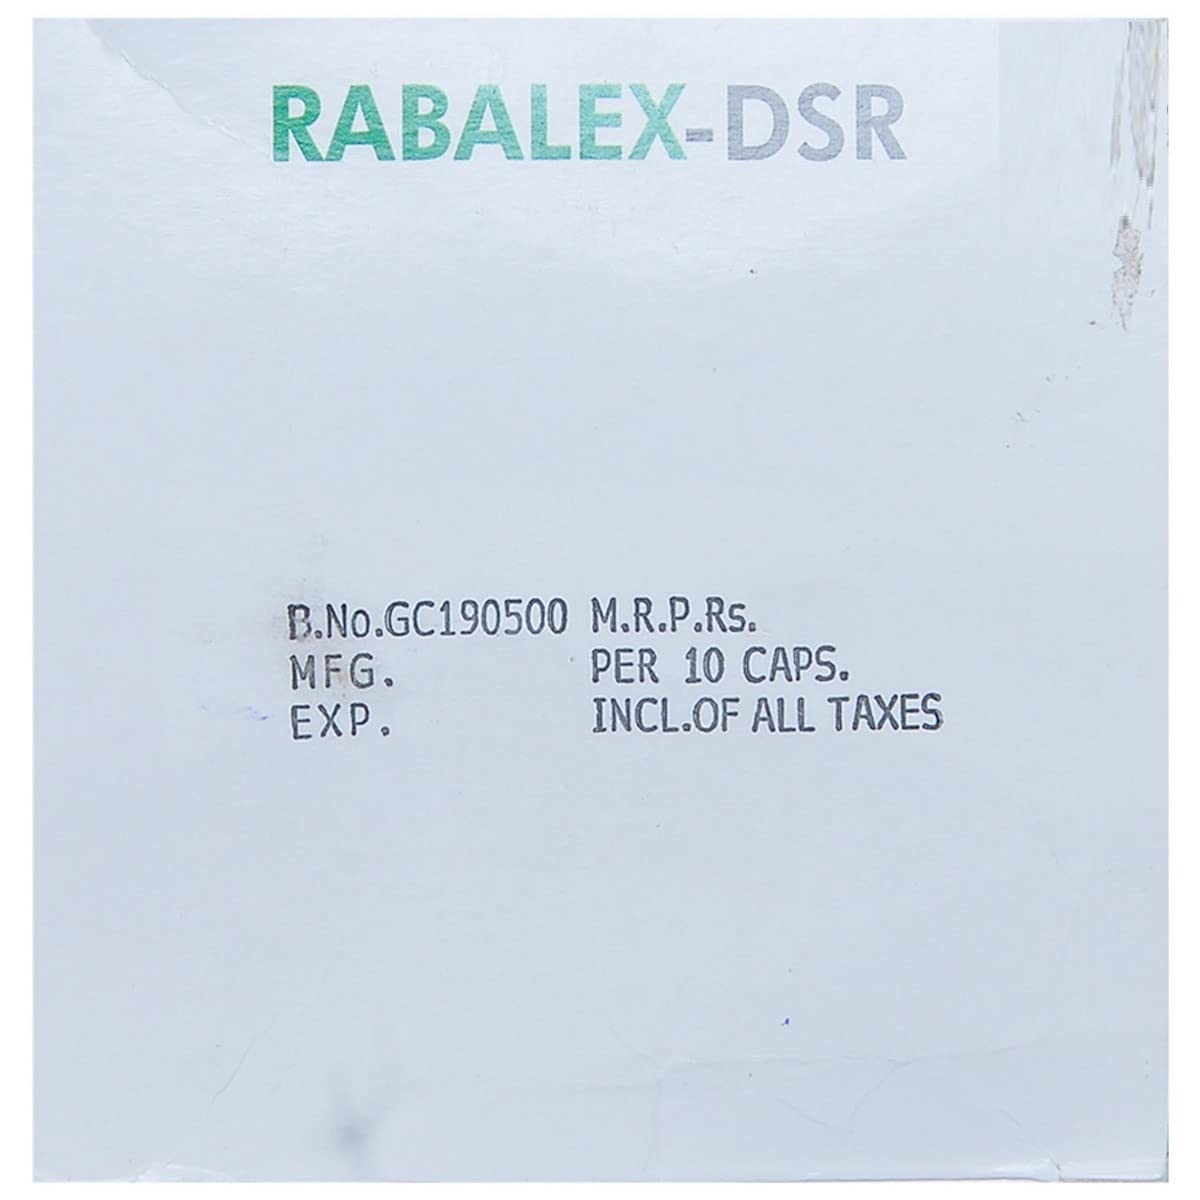 RABALEX-DSR
B.No.GC190500 M.R.P.Rs.
MFG. PER 10 CAPS.
EXP. INCL.OF ALL TAXES